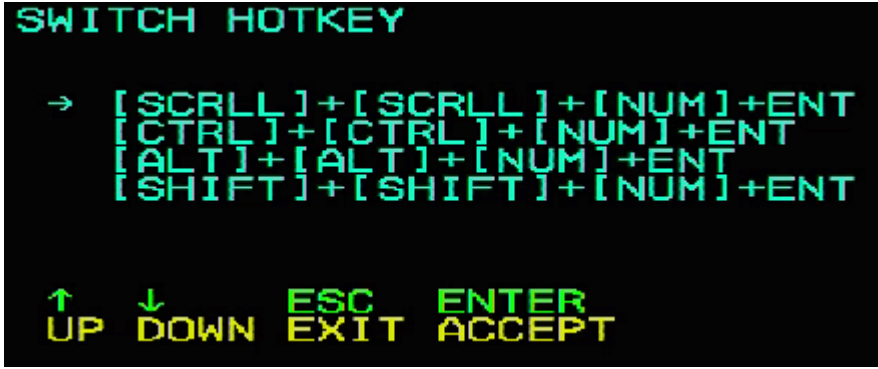 SWITCH HOTKEY
→ [SCRLL]+[SCRLL]+[NUM]+ENT
[CTRL]+[CTRL]+[NUM]+ENT
[ALT]+[ALT]+[NUM]+ENT
[SHIFT]+[SHIFT]+[NUM]+ENT
↑ ↓ ESC ENTER
UP DOWN EXIT ACCEPT